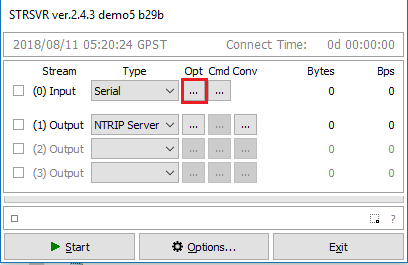 STRSVR ver.2.4.3 demo5 b29b
2018/08/11 05:20:24 GPST Connect Time: 0d 00:00:00
Stream Type Opt Cmd Conv Bytes Bps
(0) Input Serial ... ... 0 0
(1) Output NTRIP Server ... ... ... 0 0
(2) Output ... ... ... 0 0
(3) Output ... ... ... 0 0
?
Start Options... Exit